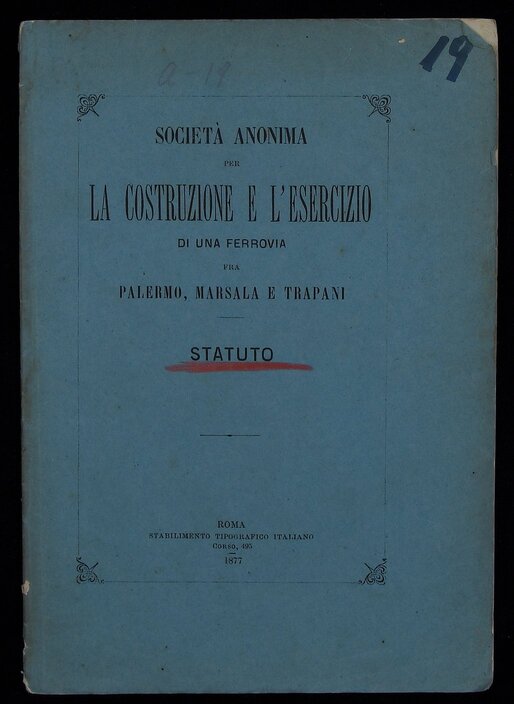 19
a-19
SOCIETÀ ANONIMA
PER
LA COSTRUZIONE E L'ESERCIZIO
DI UNA FERROVIA
FRA
PALERMO, MARSALA E TRAPANI
STATUTO
ROMA
STABILIMENTO TIPOGRAFICO ITALIANO
CORSO, 495
1877